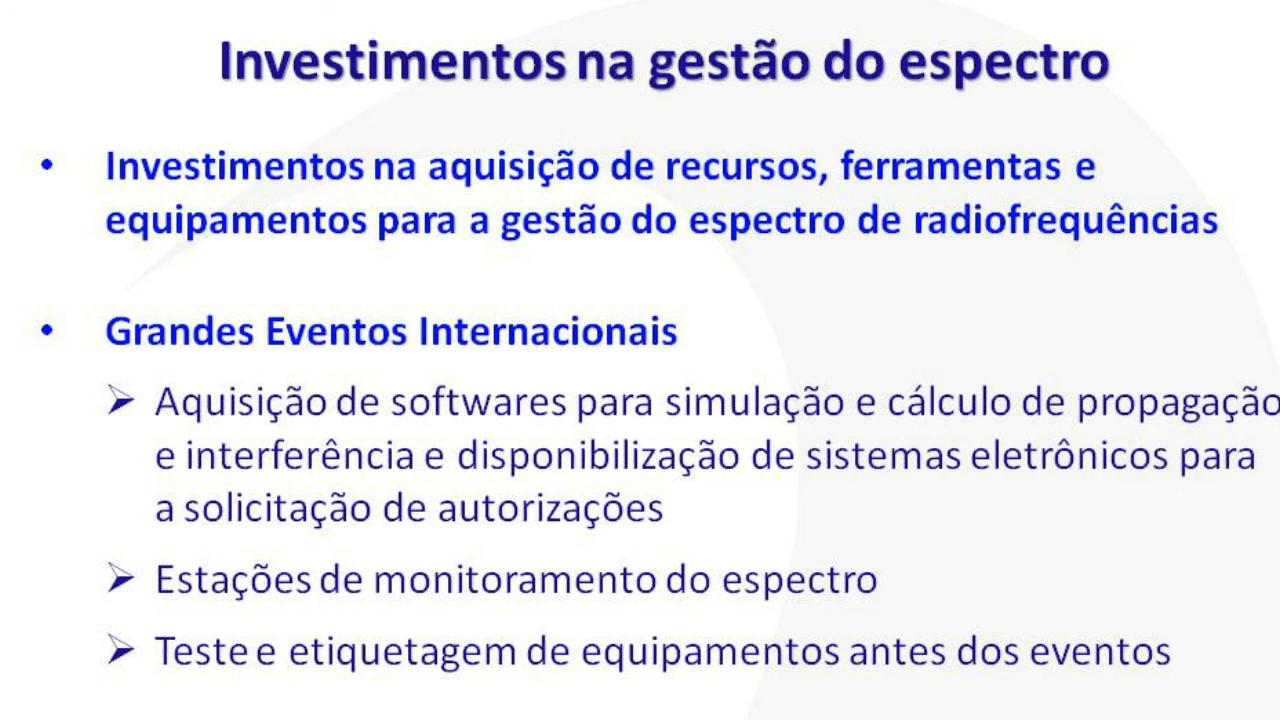 Investimentos na gestão do espectro
• Investimentos na aquisição de recursos, ferramentas e
equipamentos para a gestão do espectro de radiofrequências
• Grandes Eventos Internacionais
➢ Aquisição de softwares para simulação e cálculo de propagação
e interferência e disponibilização de sistemas eletrônicos para
a solicitação de autorizações
➢ Estações de monitoramento do espectro
➢ Teste e etiquetagem de equipamentos antes dos eventos